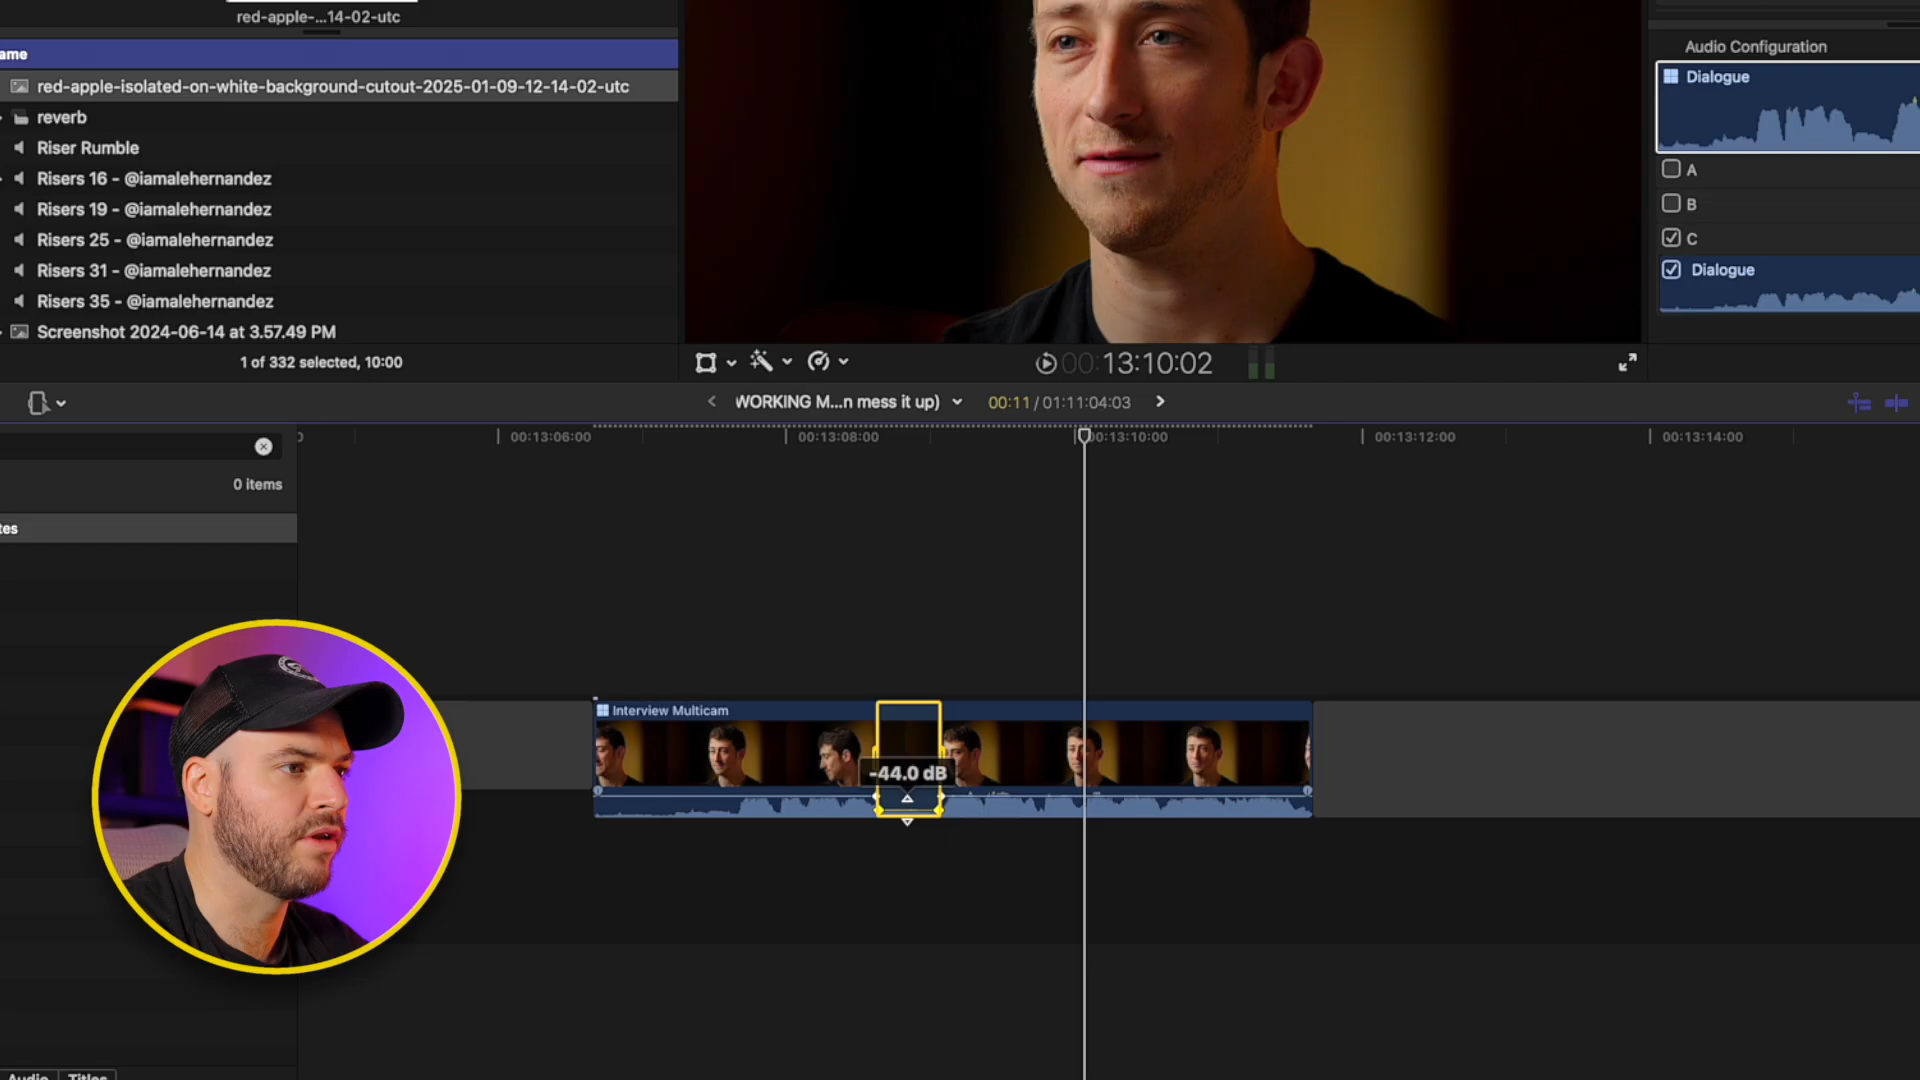 red-apple-...14-02-utc
ame
red-apple-isolated-on-white-background-cutout-2025-01-09-12-14-02-utc
reverb
Riser Rumble
Risers 16 - @iamalehernandez
Risers 19 - @iamalehernandez
Risers 25 - @iamalehernandez
Risers 31 - @iamalehernandez
Risers 35 - @iamalehernandez
Screenshot 2024-06-14 at 3.57.49 PM
1 of 332 selected, 10:00
00:13:10:02
Audio Configuration
Dialogue
A
B
C
Dialogue
WORKING M...n mess it up)
00:11 / 01:11:04:03
0 00:13:06:00 00:13:08:00 00:13:10:00 00:13:12:00 00:13:14:00
0 items
tes
Interview Multicam
-44.0 dB
Audio Titles